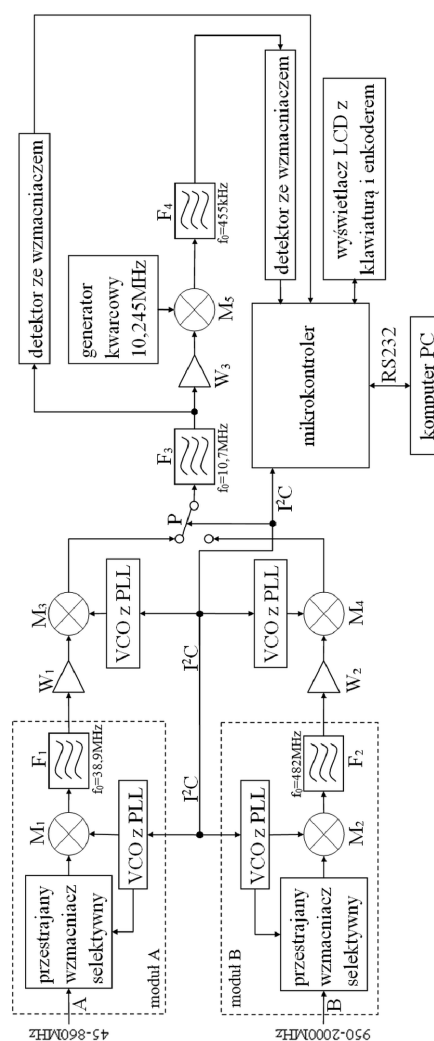 45-860MHz
A
przestrajany
wzmacniacz
selektywny
M1
VCO z PLL
F1
f0=38.9MHz
moduł A
W1
M3
VCO z PLL
I²C
I²C
950-2000MHz
B
przestrajany
wzmacniacz
selektywny
VCO z PLL
M2
F2
f0=482MHz
moduł B
W2
M4
VCO z PLL
P
F3
f0=10,7MHz
W3
generator
kwarcowy
10,245MHz
M5
F4
f0=455kHz
detektor ze wzmacniaczem
detektor ze wzmacniaczem
I²C
mikrokontroler
wyświetlacz LCD z
klawiaturą i enkoderem
RS232
komputer PC